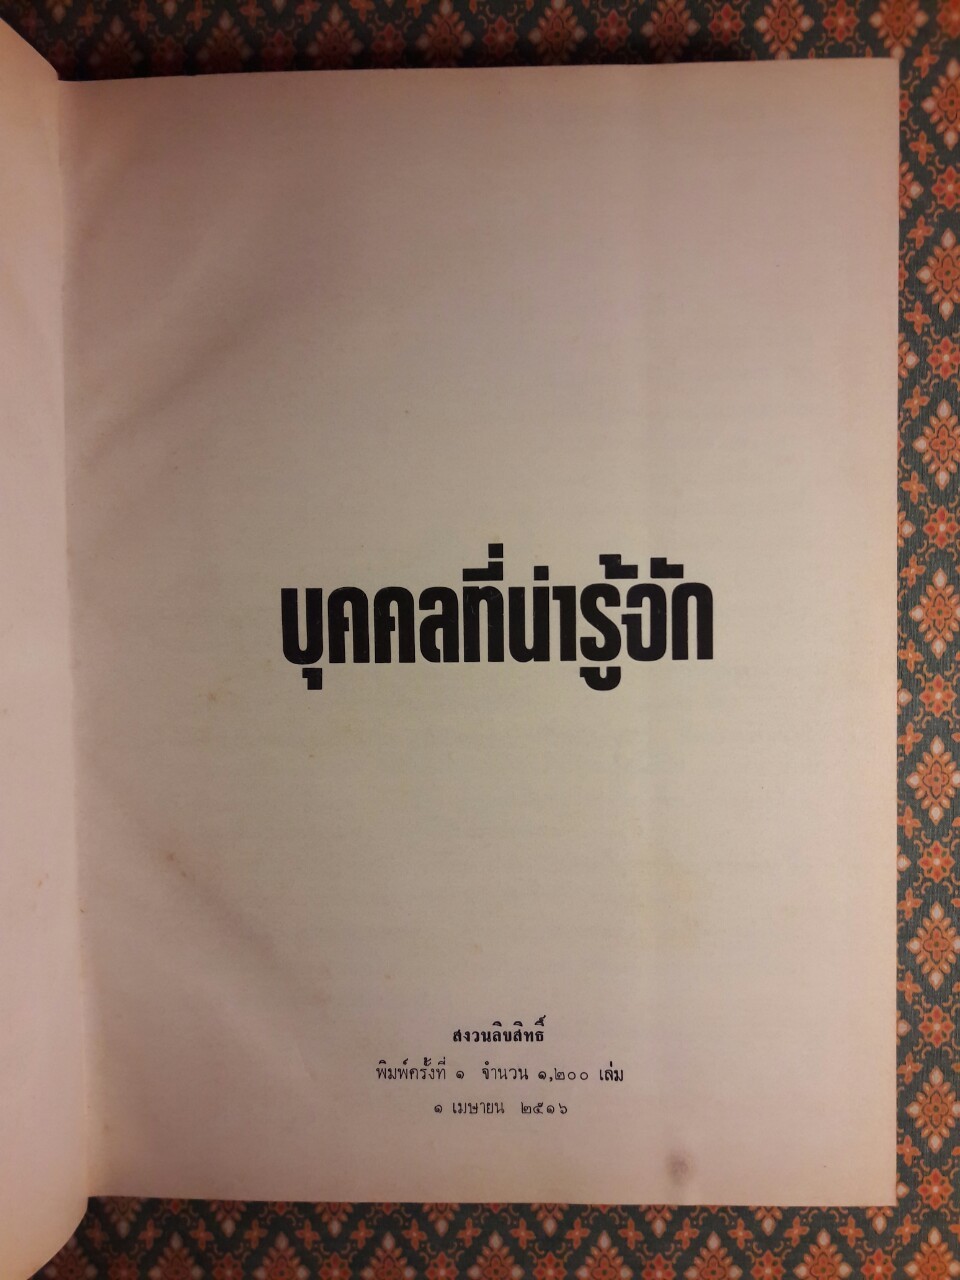 บุคคลที่น่ารู้จัก
สงวนลิขสิทธิ์
พิมพ์ครั้งที่ ๑ จำนวน ๑,๒๐๐ เล่ม
๑ เมษายน ๒๕๑๖